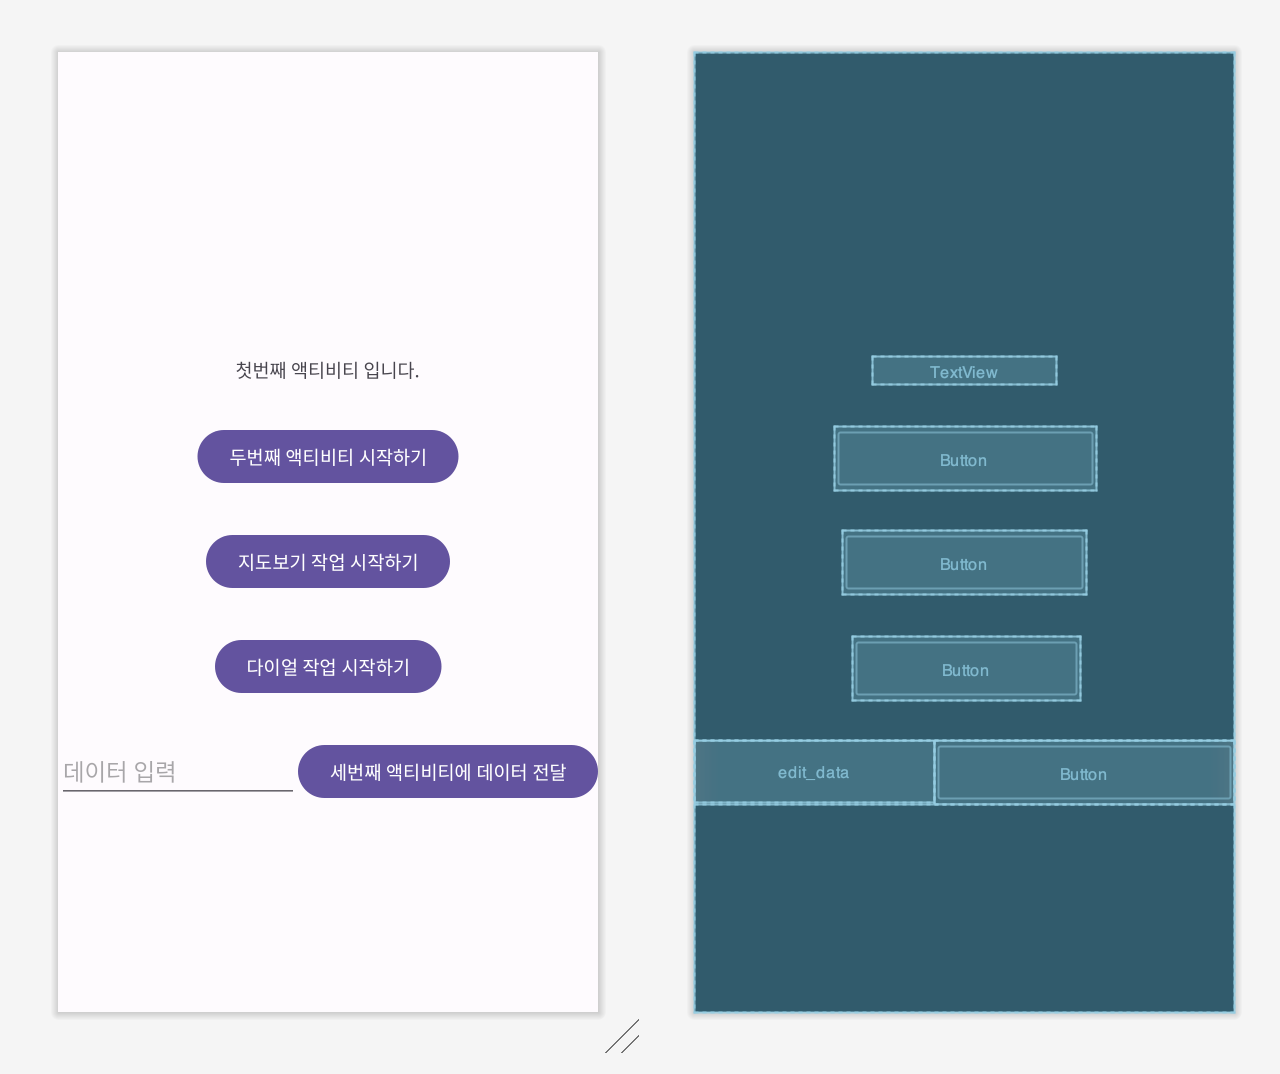 첫번째 액티비티 입니다.
두번째 액티비티 시작하기
지도보기 작업 시작하기
다이얼 작업 시작하기
데이터 입력
세번째 액티비티에 데이터 전달
TextView
Button
Button
Button
edit_data
Button